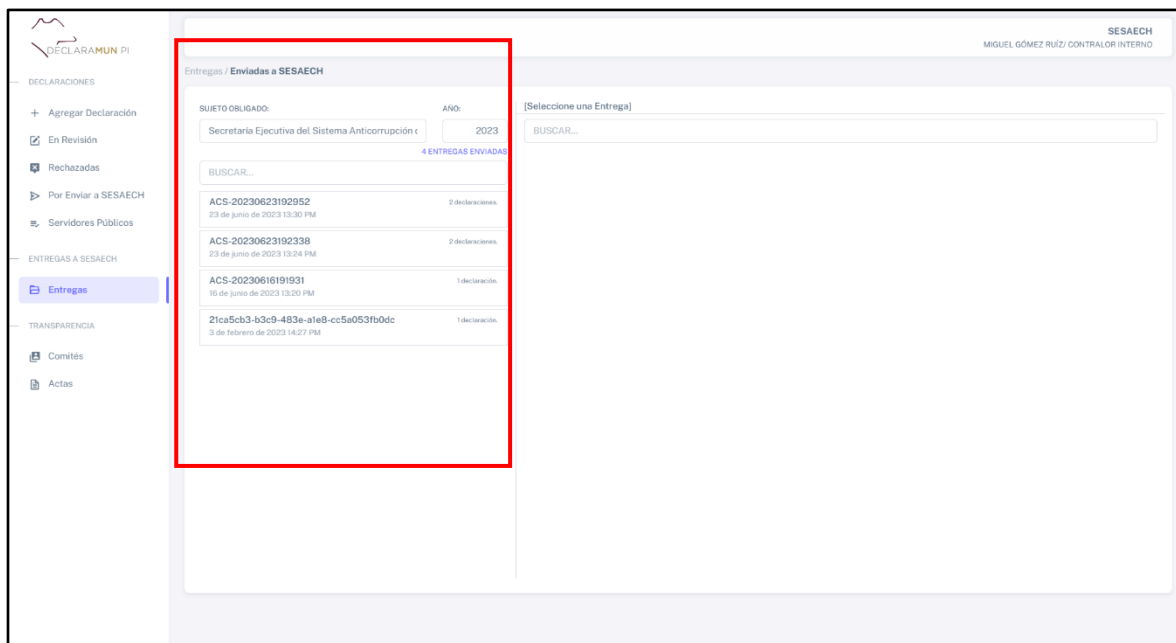 DECLARAMUN PI
DECLARACIONES
Agregar Declaración
En Revisión
Rechazadas
Por Enviar a SESAECH
Servidores Públicos
ENTREGAS A SESAECH
Entregas
TRANSPARENCIA
Comités
Actas
SESAECH
MIGUEL GÓMEZ RUÍZ/ CONTRALOR INTERNO
Entregas / Enviadas a SESAECH
SUJETO OBLIGADO: AÑO:
Secretaría Ejecutiva del Sistema Anticorrupción 2023
4 ENTREGAS ENVIADAS
BUSCAR...
ACS-20230623192952 2 declaraciones.
23 de junio de 2023 13:30 PM
ACS-20230623192338 2 declaraciones.
23 de junio de 2023 13:24 PM
ACS-20230616191931 1 declaración.
16 de junio de 2023 13:20 PM
21ca5cb3-b3c9-483e-a1e8-cc5a053fb0dc 1 declaración.
3 de febrero de 2023 14:27 PM
[Seleccione una Entrega]
BUSCAR...